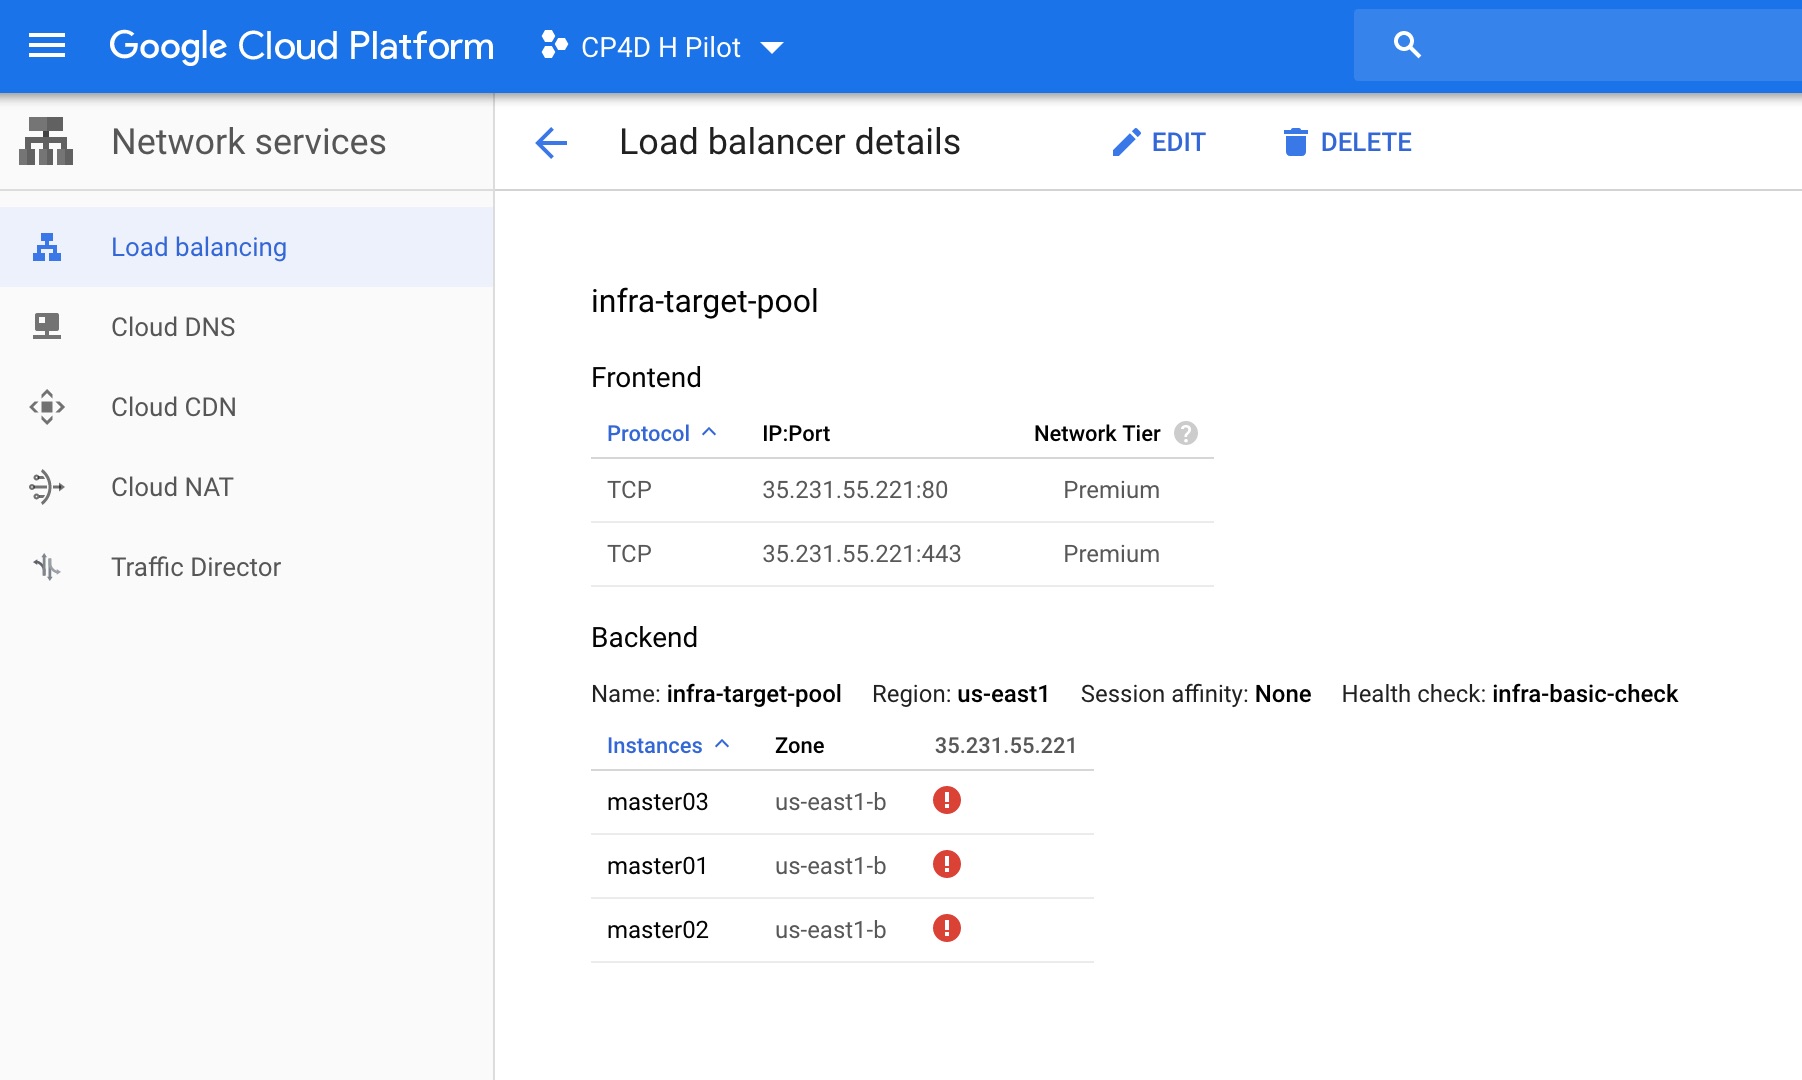 Google Cloud Platform
CP4D H Pilot
Network services
Load balancer details
EDIT
DELETE
Load balancing
Cloud DNS
Cloud CDN
Cloud NAT
Traffic Director
infra-target-pool
Frontend
Protocol IP:Port Network Tier ?
TCP 35.231.55.221:80 Premium
TCP 35.231.55.221:443 Premium
Backend
Name: infra-target-pool Region: us-east1 Session affinity: None Health check: infra-basic-check
Instances Zone 35.231.55.221
master03 us-east1-b !
master01 us-east1-b !
master02 us-east1-b !